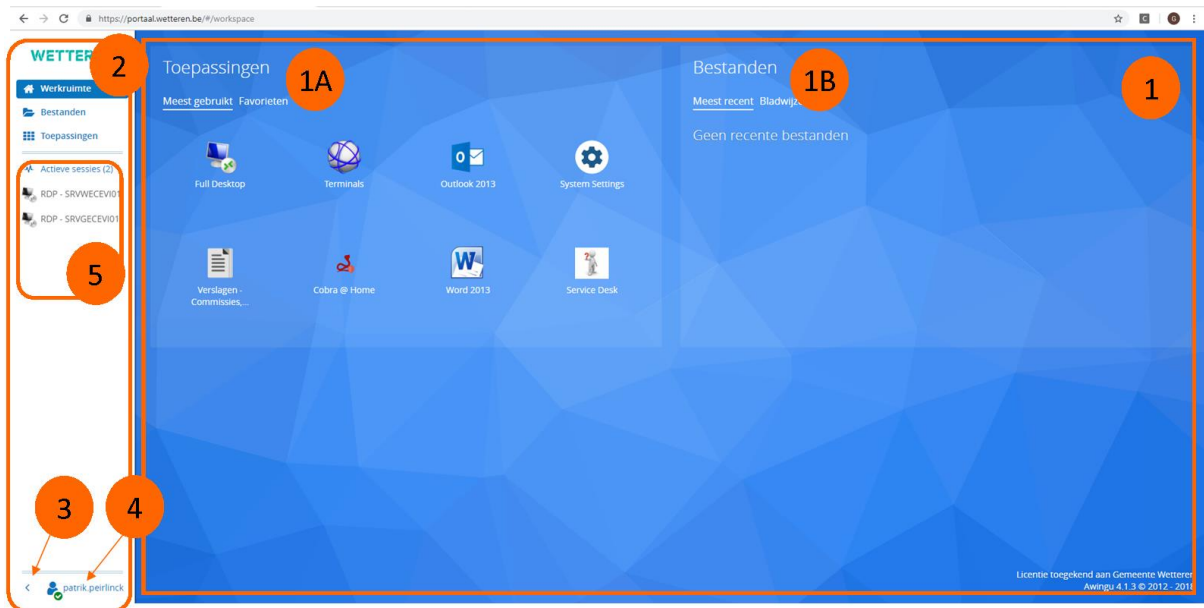 https://portaal.wetteren.be/#/workspace
C
G
WETTER
2
Werkruimte
Bestanden
Toepassingen
Actieve sessies (2)
RDP - SRVWECEVI01
RDP - SRVGECEVI01
5
3
4
patrik.peirlinck
Toepassingen
1A
Meest gebruikt Favorieten
Full Desktop
Terminals
Outlook 2013
System Settings
Verslagen -
Commissies,...
Cobra @ Home
Word 2013
Service Desk
Bestanden
1B
1
Meest recent
Geen recente bestanden
Licentie toegekend aan Gemeente Wetteren
Awingu 4.1.3 © 2012 - 2018